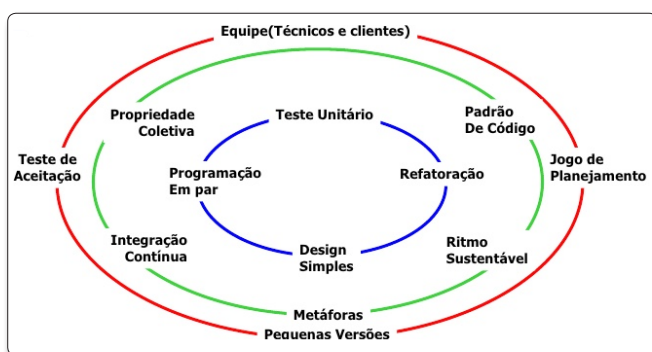 Equipe(Técnicos e clientes)
Propriedade
Coletiva
Teste Unitário
Padrão
De Código
Teste de
Aceitação
Programação
Em par
Refatoração
Jogo de
Planejamento
Integração
Contínua
Design
Simples
Ritmo
Sustentável
Metáforas
Pequenas Versões